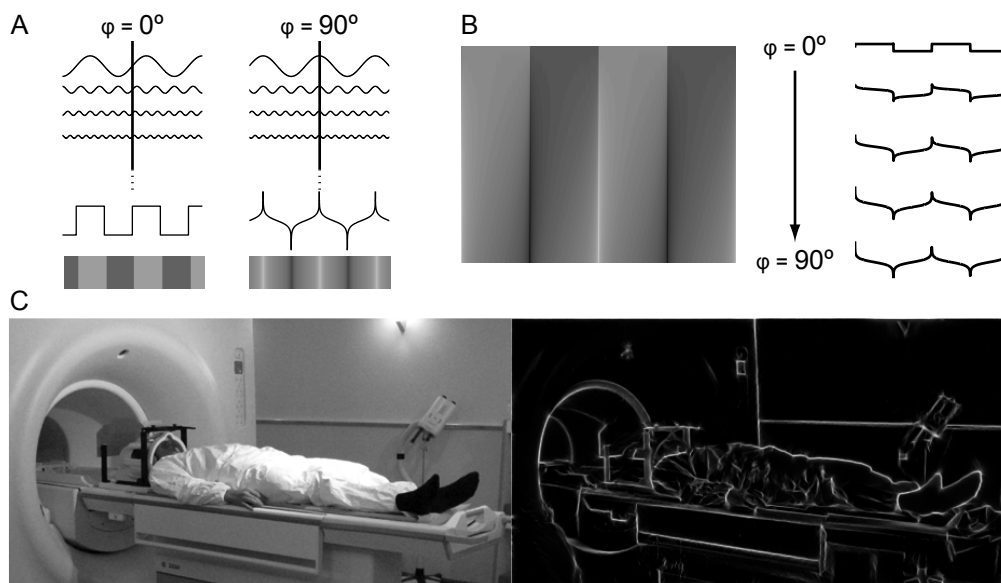 A
φ = 0º
φ = 90º
B
φ = 0º
φ = 90º
C